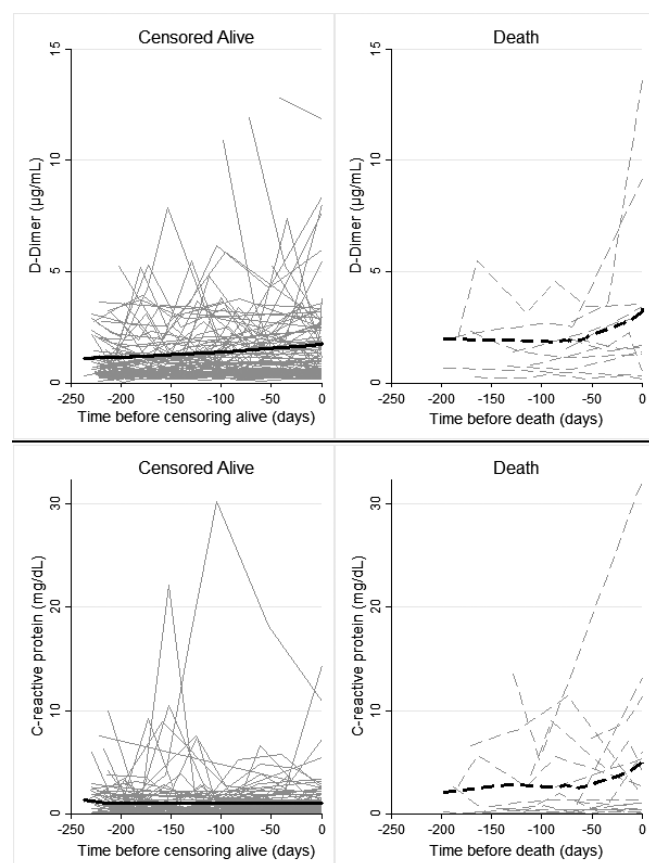 Censored Alive
Death
D-Dimer (µg/mL)
15
10
5
0
-250 -200 -150 -100 -50 0
Time before censoring alive (days)
D-Dimer (µg/mL)
15
10
5
0
-250 -200 -150 -100 -50 0
Time before death (days)
Censored Alive
Death
C-reactive protein (mg/dL)
30
20
10
0
-250 -200 -150 -100 -50 0
Time before censoring alive (days)
C-reactive protein (mg/dL)
30
20
10
0
-250 -200 -150 -100 -50 0
Time before death (days)